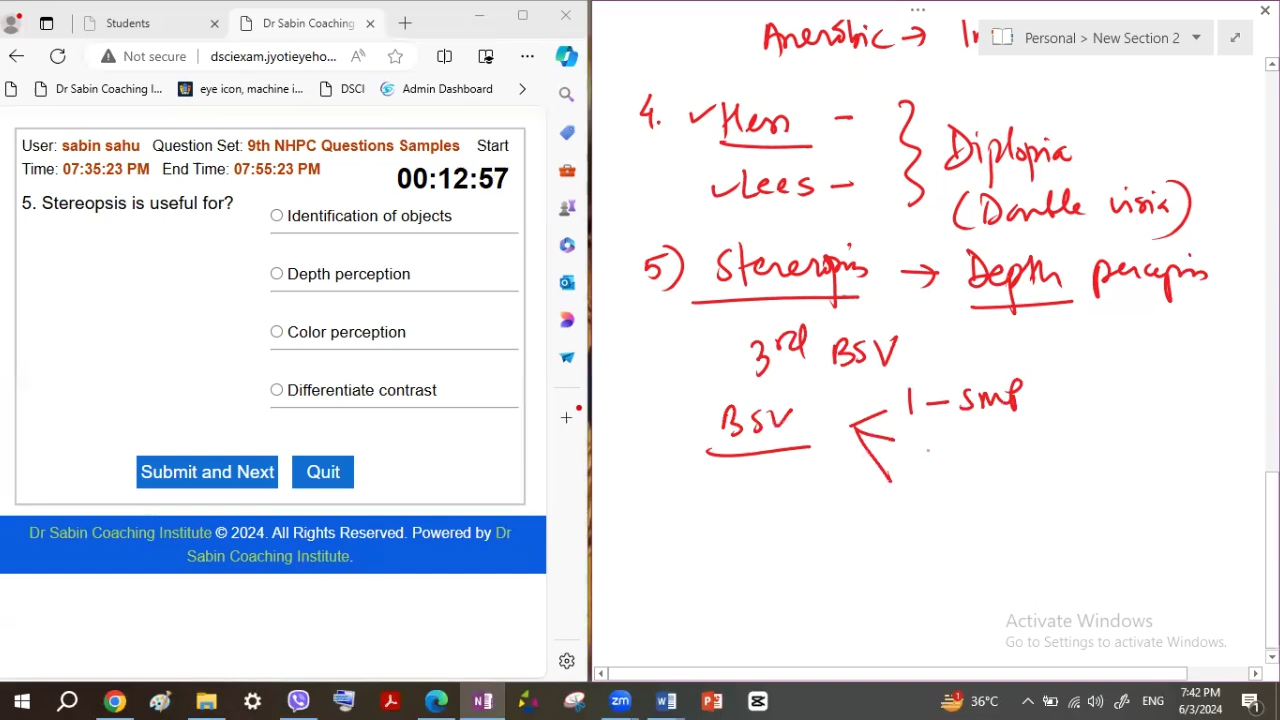 Students
Dr Sabin Coaching
Not secure
dsciexam.jyotieyeho...
Dr Sabin Coaching I...
eye icon, machine i...
DSCI
Admin Dashboard
User: sabin sahu Question Set: 9th NHPC Questions Samples Start
Time: 07:35:23 PM End Time: 07:55:23 PM
00:12:57
5. Stereopsis is useful for?
Identification of objects
Depth perception
Color perception
Differentiate contrast
Submit and Next
Quit
Dr Sabin Coaching Institute © 2024. All Rights Reserved. Powered by Dr
Sabin Coaching Institute.
Personal > New Section 2
Anerobic →
4. ✓Hess -
✓Lees -
Diplopia
(Double
5) Stereopsis → Depth
3rd BSV
BSV
1 - smp
Activate Windows
Go to Settings to activate Windows.
36°C
ENG
7:42 PM
6/3/2024